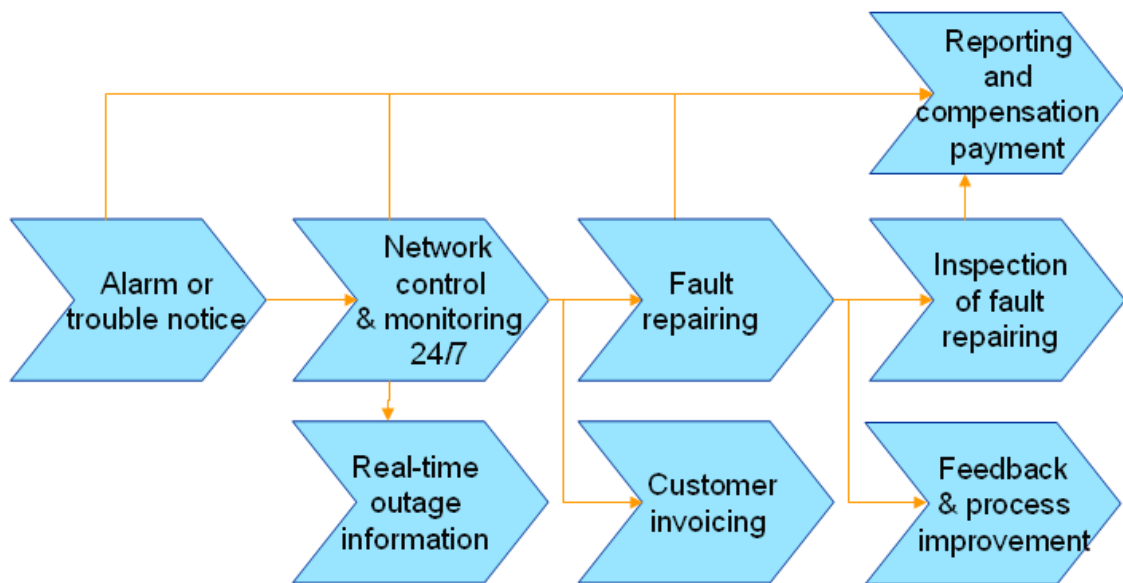 Reporting
and
compensation
payment
Alarm or
trouble notice
Network
control
& monitoring
24/7
Fault
repairing
Inspection
of fault
repairing
Real-time
outage
information
Customer
invoicing
Feedback
& process
improvement